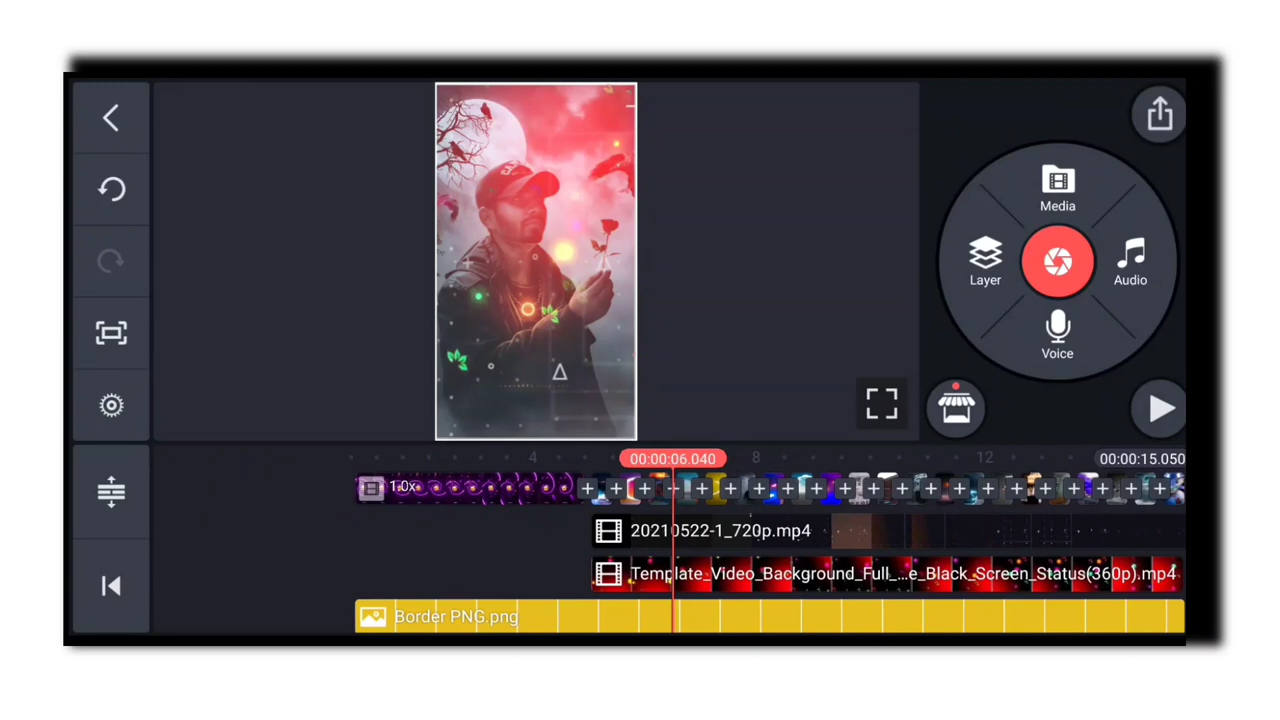 Media
Layer
Audio
Voice
4
00:00:06.040
8
12
00:00:15.050
1.0x
20210522-1_720p.mp4
Template_Video_Background_Full_...e_Black_Screen_Status(360p).mp4
Border PNG.png